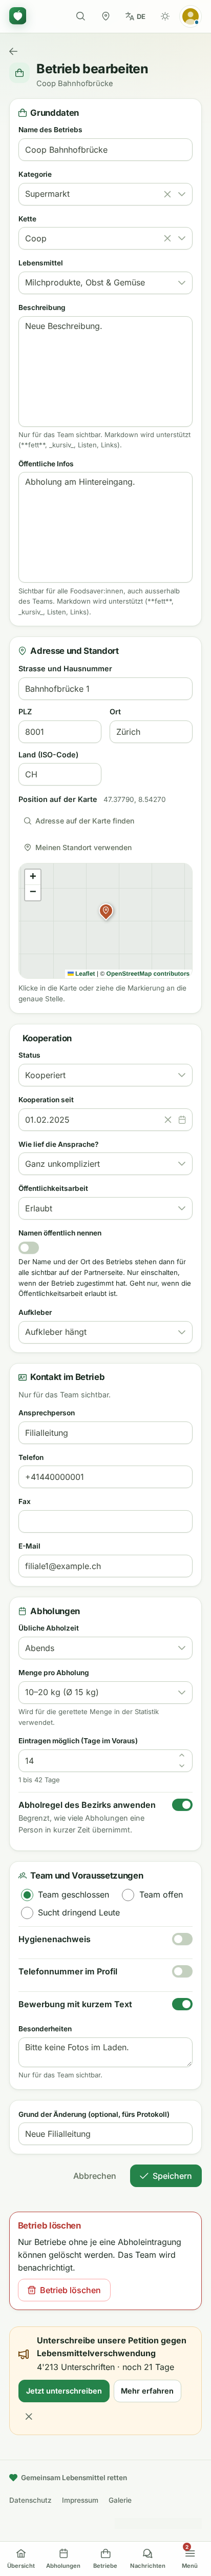 DE
Betrieb bearbeiten
Coop Bahnhofbrücke
Grunddaten
Name des Betriebs
Coop Bahnhofbrücke
Kategorie
Supermarkt
Kette
Coop
Lebensmittel
Milchprodukte, Obst & Gemüse
Beschreibung
Neue Beschreibung.
Nur für das Team sichtbar. Markdown wird unterstützt
(**fett**, _kursiv_, Listen, Links).
Öffentliche Infos
Abholung am Hintereingang.
Sichtbar für alle Foodsaver:innen, auch ausserhalb
des Teams. Markdown wird unterstützt (**fett**,
_kursiv_, Listen, Links).
Adresse und Standort
Strasse und Hausnummer
Bahnhofbrücke 1
PLZ
Ort
8001
Zürich
Land (ISO-Code)
CH
Position auf der Karte 47.37790, 8.54270
Adresse auf der Karte finden
Meinen Standort verwenden
+
−
Leaflet | © OpenStreetMap contributors
Klicke in die Karte oder ziehe die Markierung an die
genaue Stelle.
Kooperation
Status
Kooperiert
Kooperation seit
01.02.2025
Wie lief die Ansprache?
Ganz unkompliziert
Öffentlichkeitsarbeit
Erlaubt
Namen öffentlich nennen
Der Name und der Ort des Betriebs stehen dann für
alle sichtbar auf der Partnerseite. Nur einschalten,
wenn der Betrieb zugestimmt hat. Geht nur, wenn die
Öffentlichkeitsarbeit erlaubt ist.
Aufkleber
Aufkleber hängt
Kontakt im Betrieb
Nur für das Team sichtbar.
Ansprechperson
Filialleitung
Telefon
+41440000001
Fax
E-Mail
filiale1@example.ch
Abholungen
Übliche Abholzeit
Abends
Menge pro Abholung
10–20 kg (Ø 15 kg)
Wird für die gerettete Menge in der Statistik
verwendet.
Eintragen möglich (Tage im Voraus)
14
1 bis 42 Tage
Abholregel des Bezirks anwenden
Begrenzt, wie viele Abholungen eine
Person in kurzer Zeit übernimmt.
Team und Voraussetzungen
Team geschlossen
Team offen
Sucht dringend Leute
Hygienenachweis
Telefonnummer im Profil
Bewerbung mit kurzem Text
Besonderheiten
Bitte keine Fotos im Laden.
Nur für das Team sichtbar.
Grund der Änderung (optional, fürs Protokoll)
Neue Filialleitung
Abbrechen
Speichern
Betrieb löschen
Nur Betriebe ohne je eine Abholeintragung
können gelöscht werden. Das Team wird
benachrichtigt.
Betrieb löschen
Unterschreibe unsere Petition gegen
Lebensmittelverschwendung
4'213 Unterschriften · noch 21 Tage
Jetzt unterschreiben
Mehr erfahren
Gemeinsam Lebensmittel retten
Datenschutz
Impressum
Galerie
2
Übersicht
Abholungen
Betriebe
Nachrichten
Menü